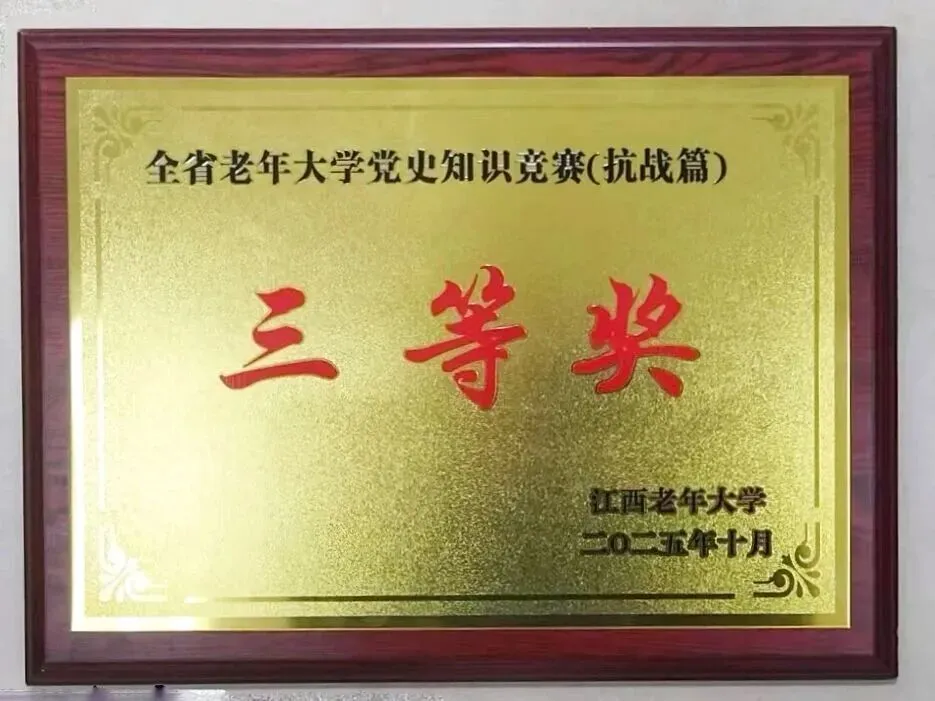 全省老年大学党史知识竞赛(抗战篇)
三等奖
江西老年大学
二〇二五年十月